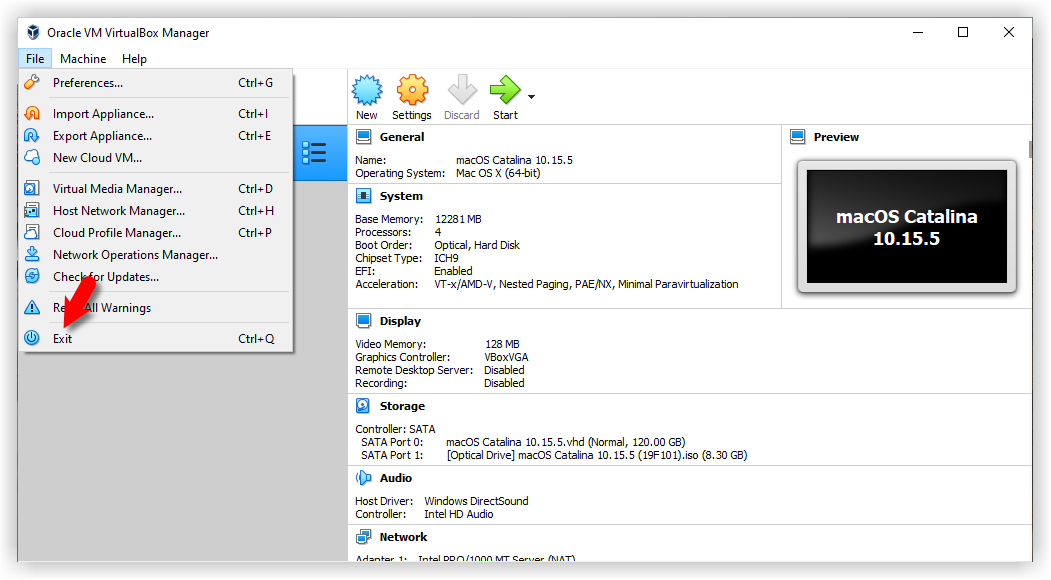 Oracle VM VirtualBox Manager
File Machine Help
Preferences... Ctrl+G
Import Appliance... Ctrl+I
Export Appliance... Ctrl+E
New Cloud VM...
Virtual Media Manager... Ctrl+D
Host Network Manager... Ctrl+H
Cloud Profile Manager... Ctrl+P
Network Operations Manager...
Check for Updates...
All Warnings
Exit Ctrl+Q
New Settings Discard Start
General
Name: macOS Catalina 10.15.5
Operating System: Mac OS X (64-bit)
System
Base Memory: 12281 MB
Processors: 4
Boot Order: Optical, Hard Disk
Chipset Type: ICH9
EFI: Enabled
Acceleration: VT-x/AMD-V, Nested Paging, PAE/NX, Minimal Paravirtualization
Preview
macOS Catalina
10.15.5
Display
Video Memory: 128 MB
Graphics Controller: VBoxVGA
Remote Desktop Server: Disabled
Recording: Disabled
Storage
Controller: SATA
SATA Port 0: macOS Catalina 10.15.5.vhd (Normal, 120.00 GB)
SATA Port 1: [Optical Drive] macOS Catalina 10.15.5 (19F101).iso (8.30 GB)
Audio
Host Driver: Windows DirectSound
Controller: Intel HD Audio
Network
Adapter 1: Intel PRO/1000 MT Server (NAT)